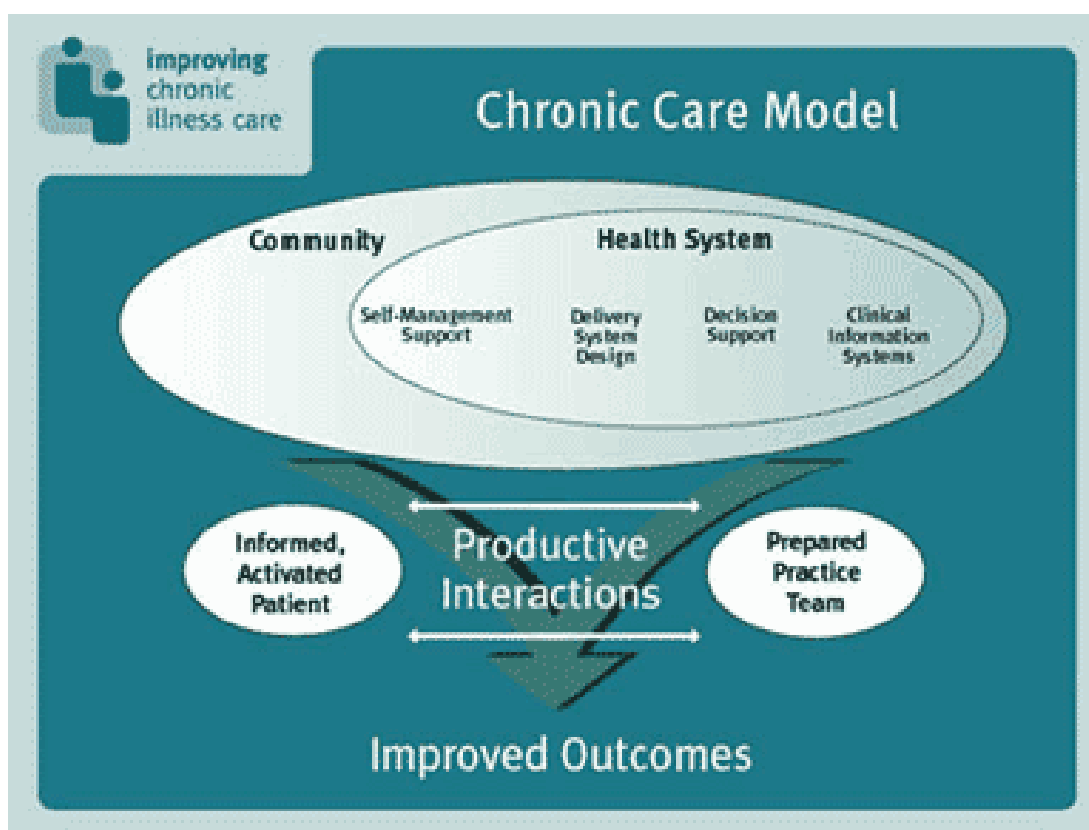 improving
chronic
illness care
Chronic Care Model
Community
Health System
Self-Management
Support
Delivery
System
Design
Decision
Support
Clinical
Information
Systems
Informed,
Activated
Patient
Productive
Interactions
Prepared
Practice
Team
Improved Outcomes